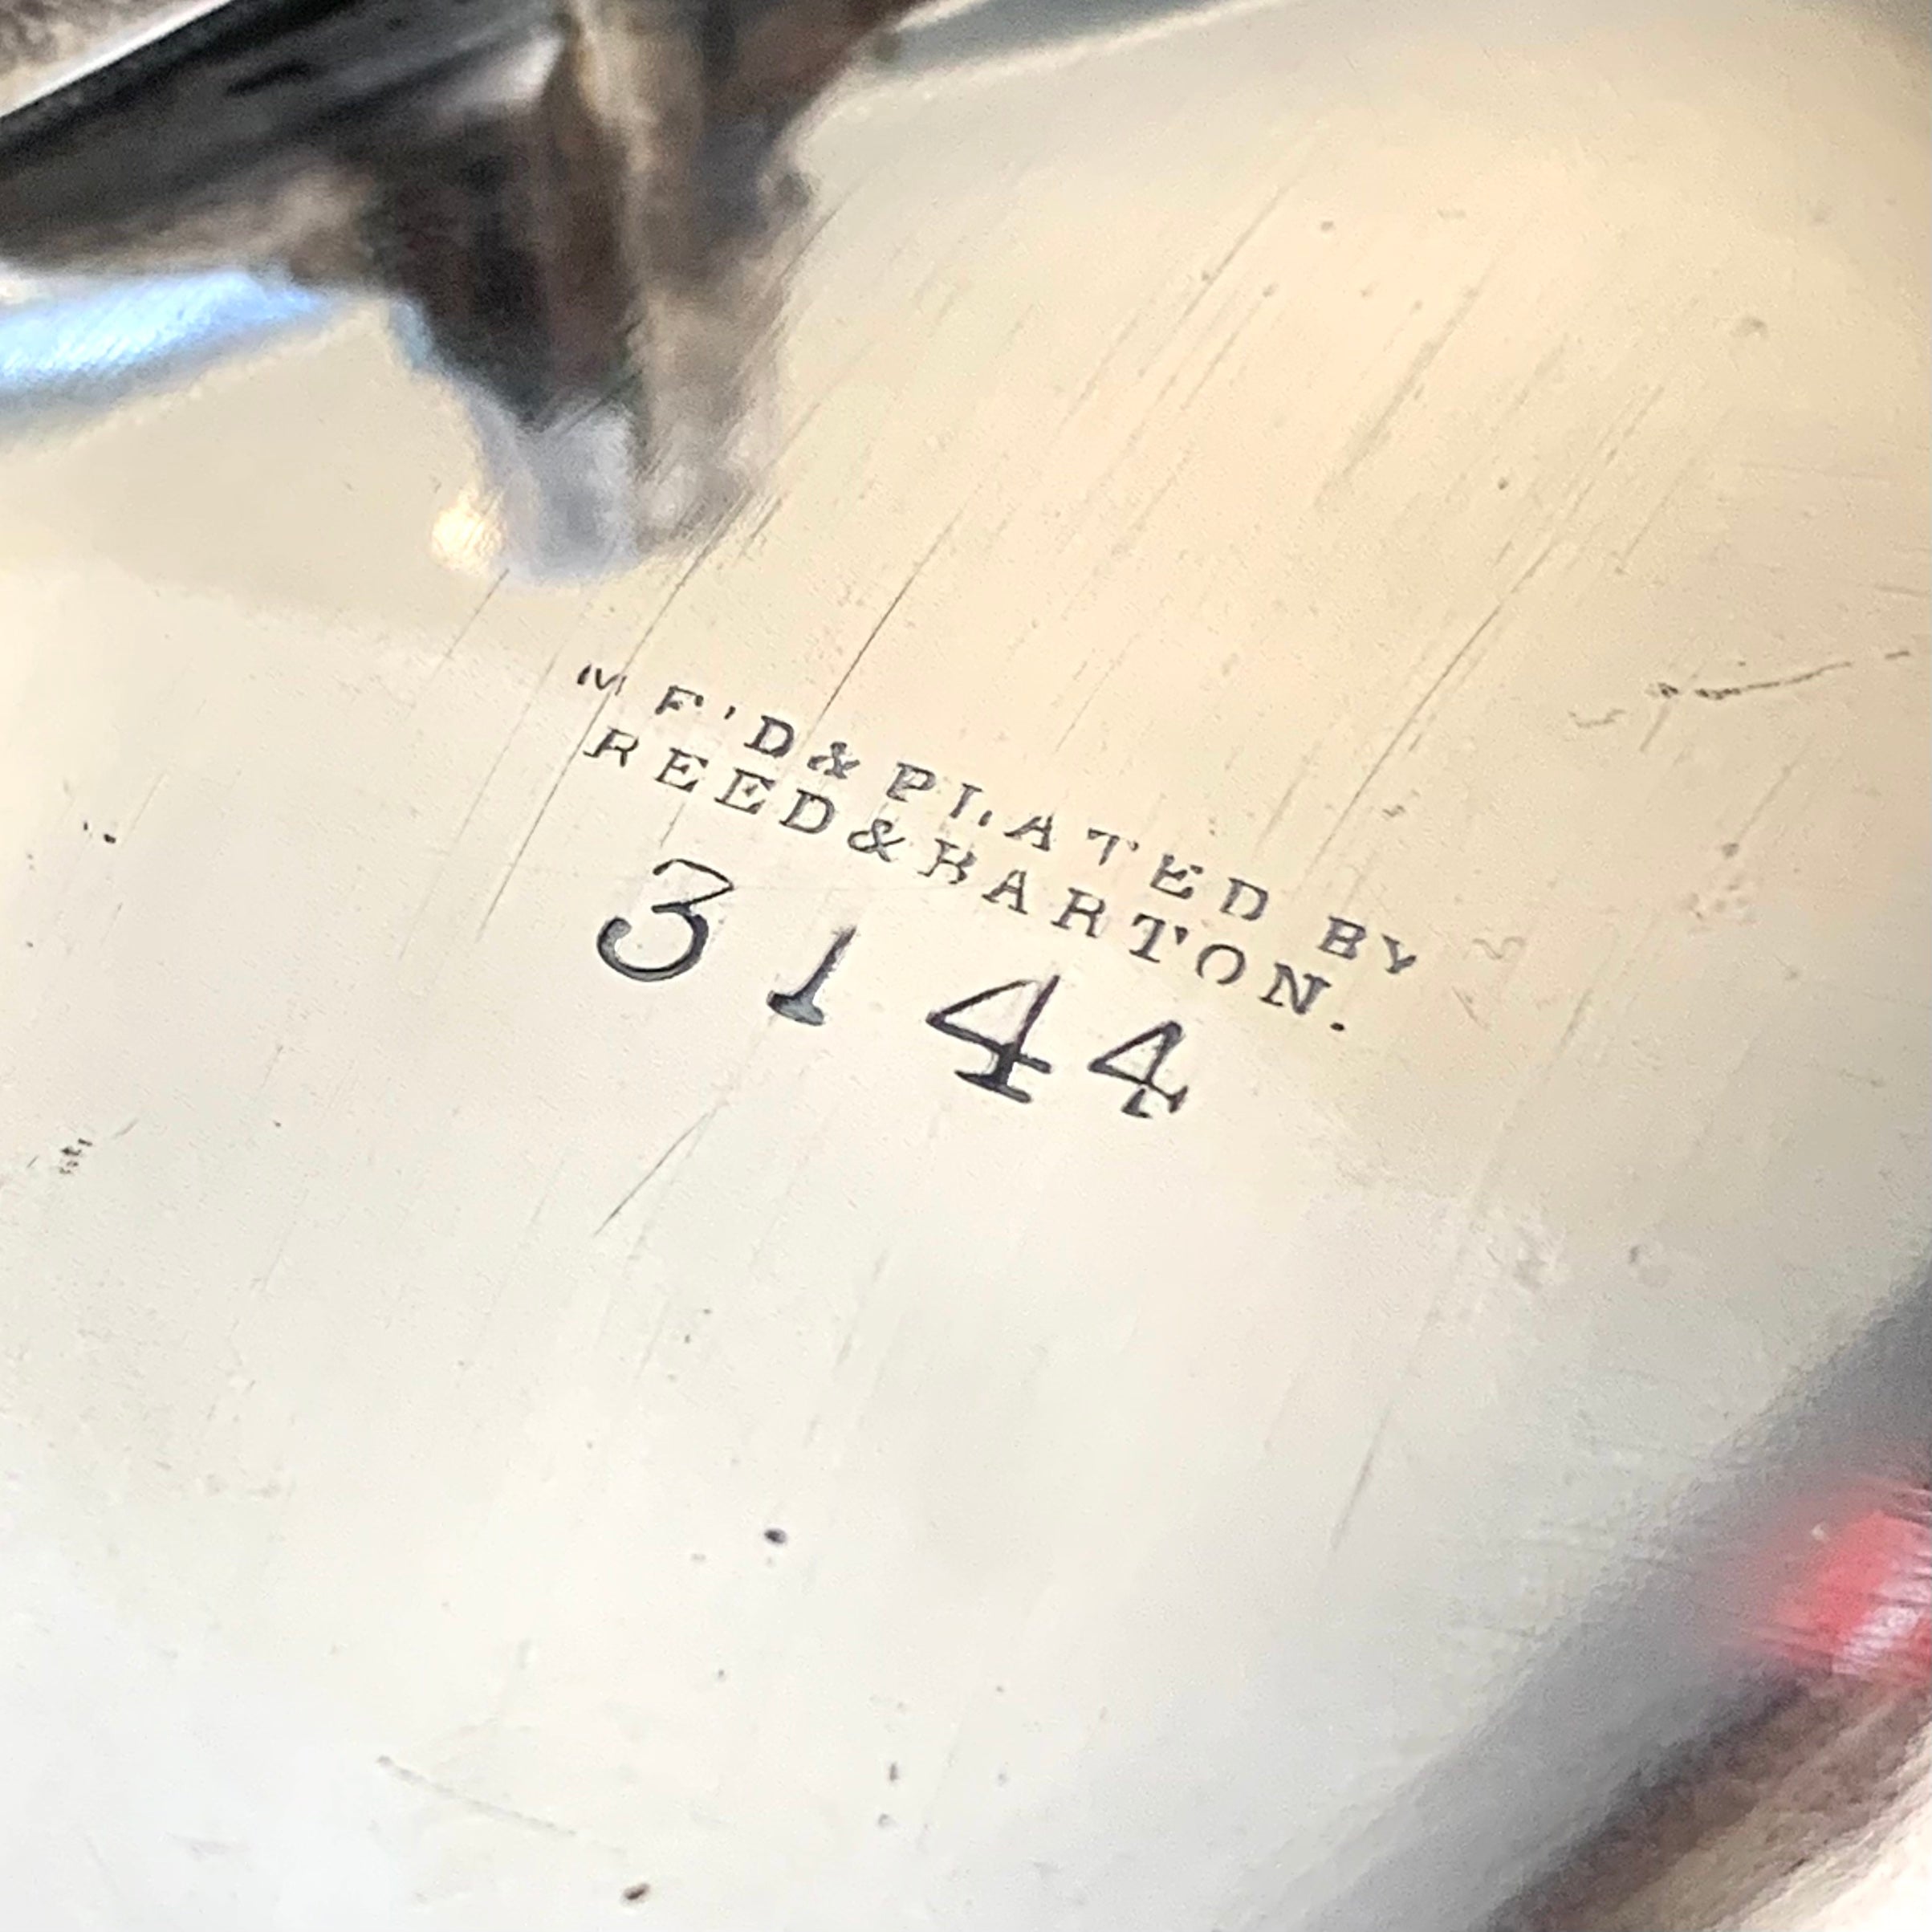 MF'D & PLATED BY
REED & BARTON.
3144